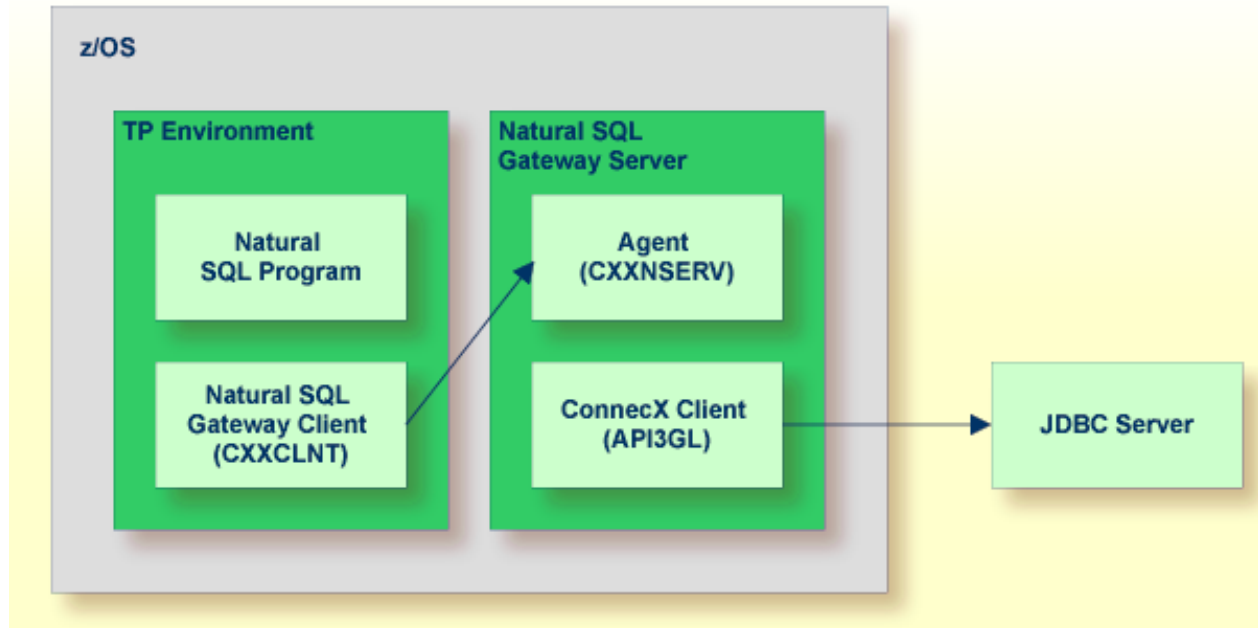 z/OS
TP Environment
Natural
SQL Program
Natural SQL
Gateway Client
(CXXCLNT)
Natural SQL
Gateway Server
Agent
(CXXNSERV)
ConnecX Client
(API3GL)
JDBC Server